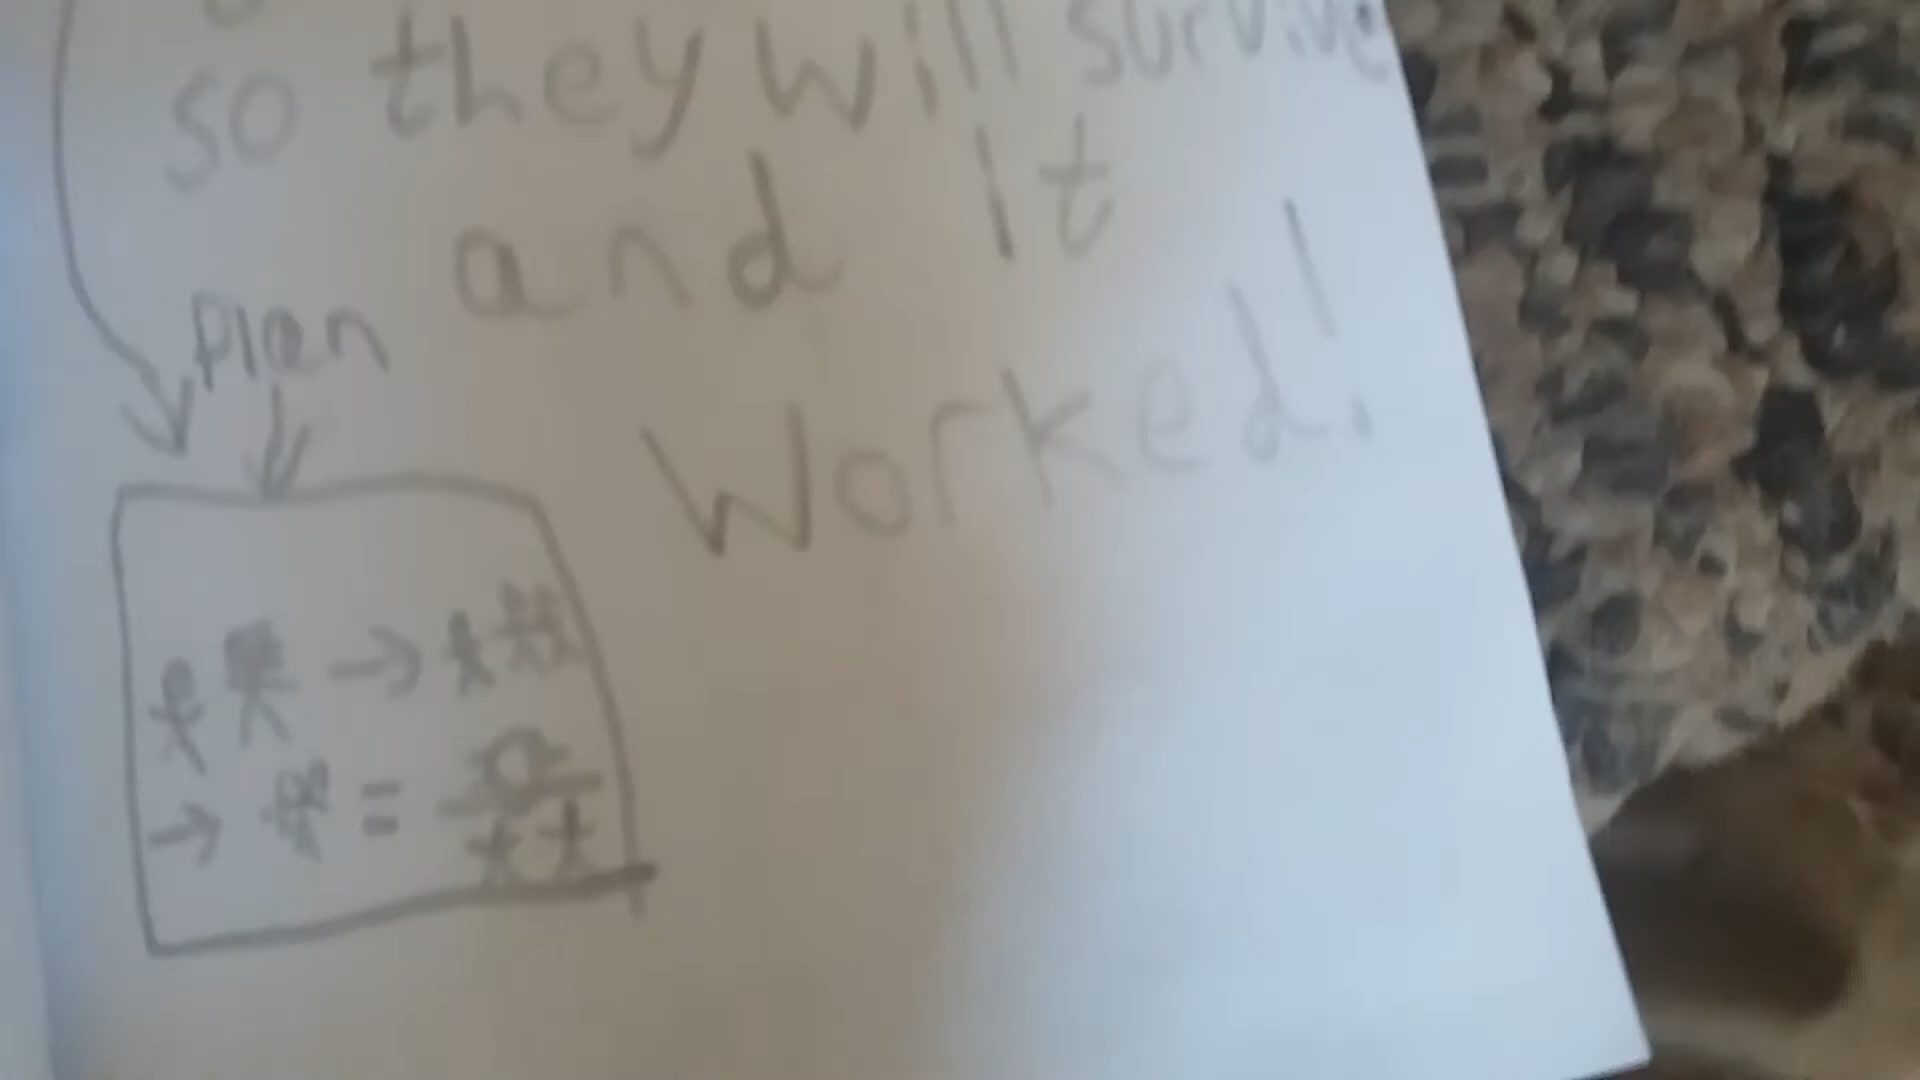 so they will survive
and It
Plan
Worked!